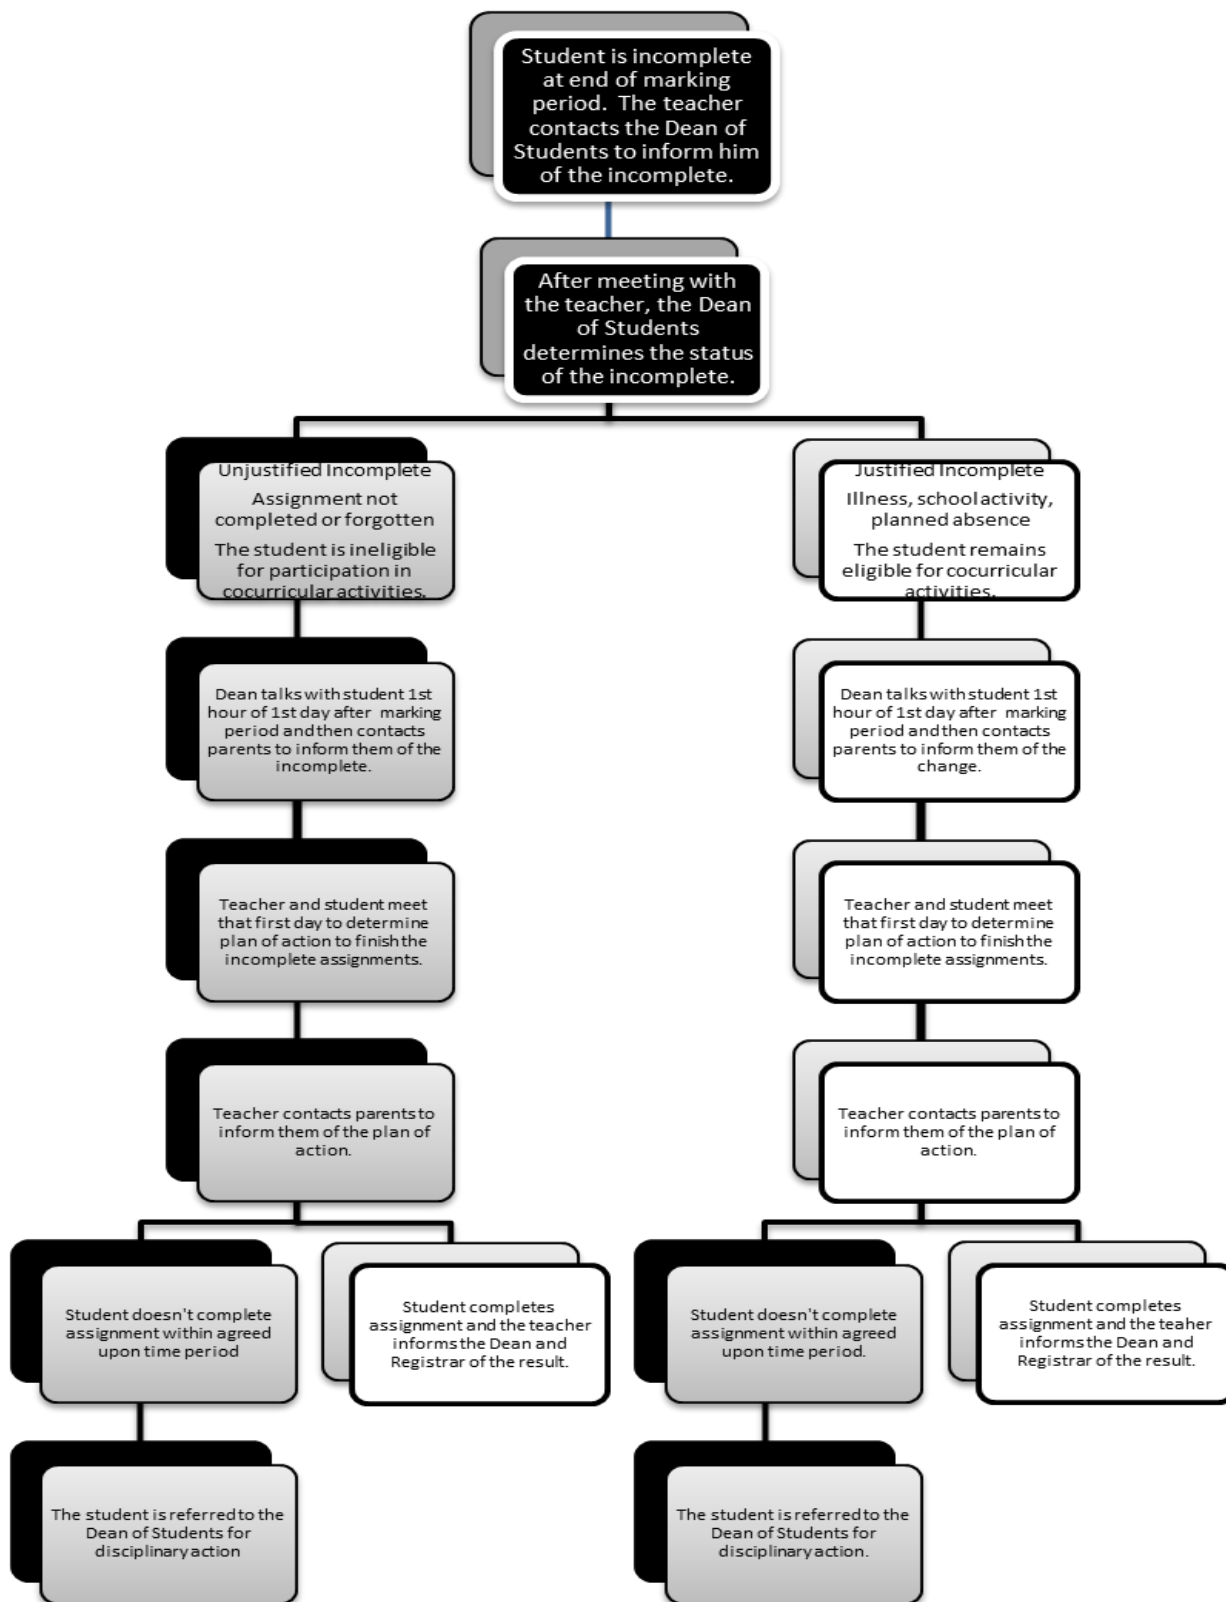 Student is incomplete
at end of marking
period.  The teacher
contacts the Dean of
Students to inform him
of the incomplete.
After meeting with
the teacher, the Dean
of Students
determines the status
of the incomplete.
Unjustified Incomplete
Assignment not
completed or forgotten
The student is ineligible
for participation in
cocurricular activities.
Justified Incomplete
Illness, school activity,
planned absence
The student remains
eligible for cocurricular
activities.
Dean talks with student 1st
hour of 1st day after  marking
period and then contacts
parents to inform them of the
incomplete.
Dean talks with student 1st
hour of 1st day after  marking
period and then contacts
parents to inform them of the
change.
Teacher and student meet
that first day to determine
plan of action to finish the
incomplete assignments.
Teacher and student meet
that first day to determine
plan of action to finish the
incomplete assignments.
Teacher contacts parents to
inform them of the plan of
action.
Teacher contacts parents to
inform them of the plan of
action.
Student doesn't complete
assignment within agreed
upon time period
Student completes
assignment and the teacher
informs the Dean and
Registrar of the result.
Student doesn't complete
assignment within agreed
upon time period.
Student completes
assignment and the teaher
informs the Dean and
Registrar of the result.
The student is referred to the
Dean of Students for
disciplinary action
The student is referred to the
Dean of Students for
disciplinary action.